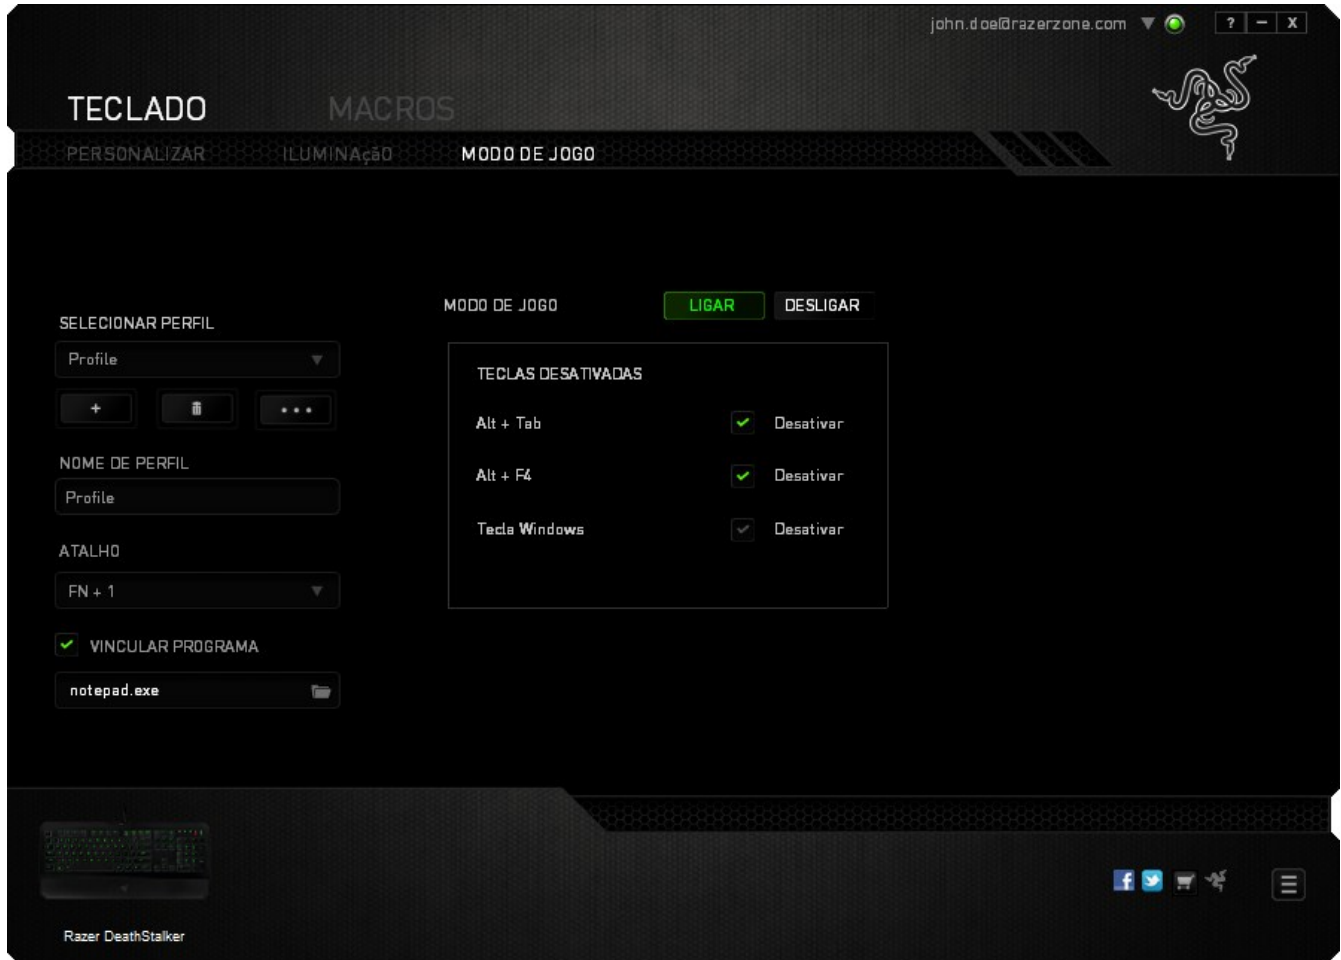 john.doe@razerzone.com
? – X
TECLADO MACROS
PERSONALIZAR ILUMINAção MODO DE JOGO
MODO DE JOGO LIGAR DESLIGAR
SELECIONAR PERFIL
Profile
TECLAS DESATIVADAS
+ •••
Alt + Tab Desativar
NOME DE PERFIL
Alt + F4 Desativar
Profile
Tecla Windows Desativar
ATALHO
FN + 1
VINCULAR PROGRAMA
notepad.exe
Razer DeathStalker